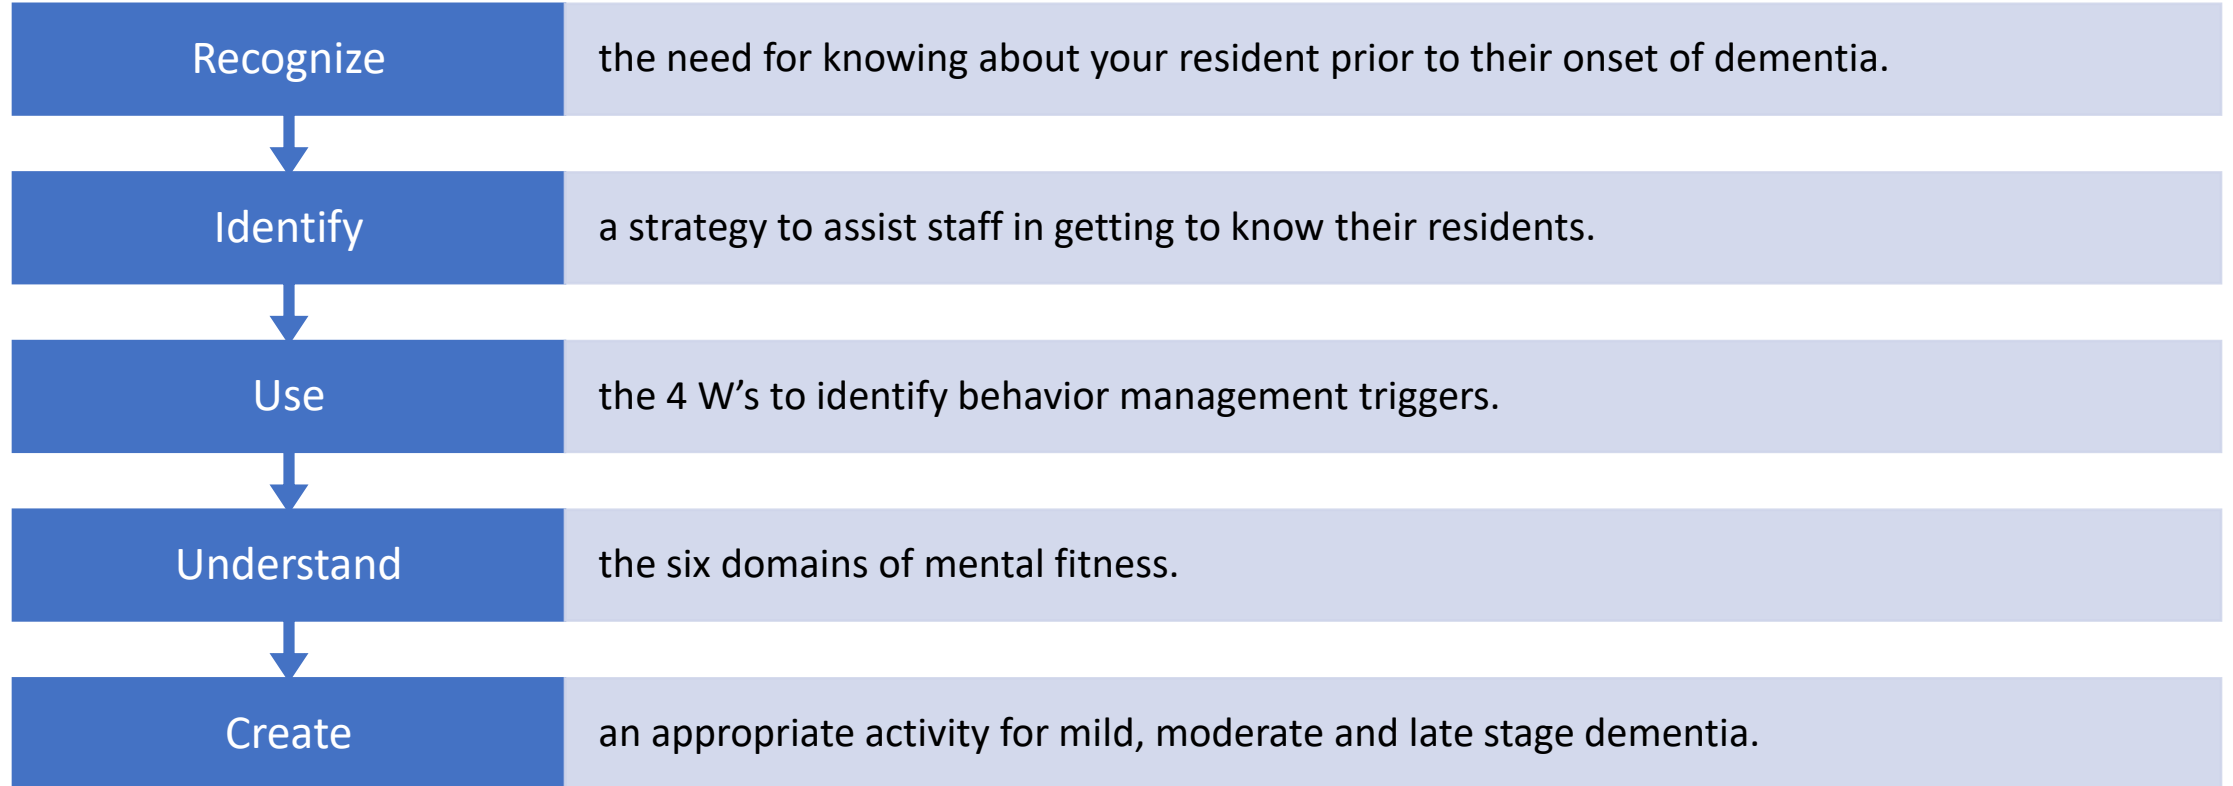 Recognize
the need for knowing about your resident prior to their onset of dementia.
Identify
a strategy to assist staff in getting to know their residents.
Use
the 4 W’s to identify behavior management triggers.
Understand
the six domains of mental fitness.
Create
an appropriate activity for mild, moderate and late stage dementia.